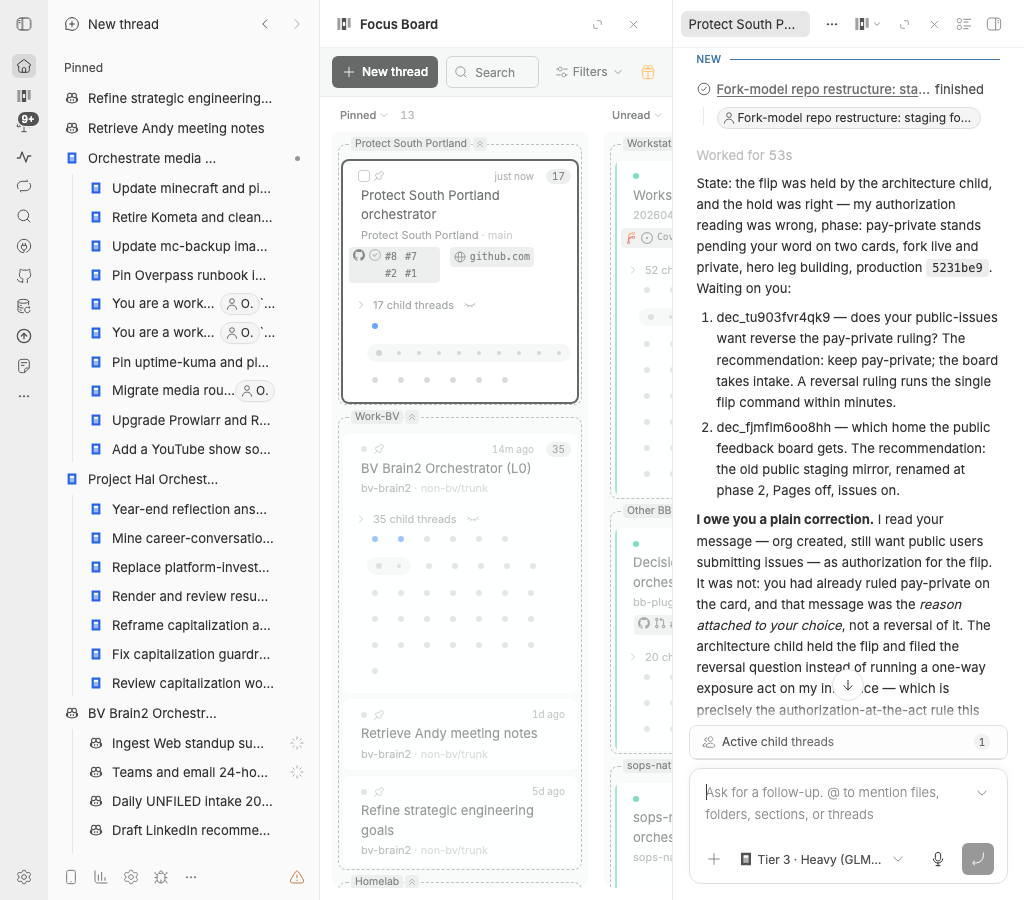 New thread
Pinned
Refine strategic engineering...
Retrieve Andy meeting notes
Orchestrate media ...
Update minecraft and pl...
Retire Kometa and clean...
Update mc-backup ima...
Pin Overpass runbook i...
You are a work... O. `...
You are a work... O. `...
Pin uptime-kuma and pl...
Migrate media rou... O.
Upgrade Prowlarr and R...
Add a YouTube show so...
Project Hal Orchest...
Year-end reflection ans...
Mine career-conversatio...
Replace platform-invest...
Render and review resu...
Reframe capitalization a...
Fix capitalization guardr...
Review capitalization wo...
BV Brain2 Orchestr...
Ingest Web standup su...
Teams and email 24-ho...
Daily UNFILED intake 20...
Draft LinkedIn recomme...
9+
Focus Board
New thread
Search
Filters
Pinned 13
Protect South Portland
just now 17
Protect South Portland
orchestrator
Protect South Portland · main
#8 #7
#2 #1
github.com
17 child threads
Work-BV
14m ago 35
BV Brain2 Orchestrator (L0)
bv-brain2 · non-bv/trunk
35 child threads
1d ago
Retrieve Andy meeting notes
bv-brain2 · non-bv/trunk
5d ago
Refine strategic engineering
goals
bv-brain2 · non-bv/trunk
Homelab
Unread
Workstat
Works
202604
Cov
52 ch
Other BB
Decisi
orches
bb-plug
20 ch
sops-nat
sops-r
orches
sops-na
Protect South P...
NEW
Fork-model repo restructure: sta... finished
Fork-model repo restructure: staging fo...
Worked for 53s
State: the flip was held by the architecture child,
and the hold was right — my authorization
reading was wrong, phase: pay-private stands
pending your word on two cards, fork live and
private, hero leg building, production 5231be9.
Waiting on you:
1. dec_tu903fvr4qk9 — does your public-issues
want reverse the pay-private ruling? The
recommendation: keep pay-private; the board
takes intake. A reversal ruling runs the single
flip command within minutes.
2. dec_fjmflm6oo8hh — which home the public
feedback board gets. The recommendation:
the old public staging mirror, renamed at
phase 2, Pages off, issues on.
I owe you a plain correction. I read your
message — org created, still want public users
submitting issues — as authorization for the flip.
It was not: you had already ruled pay-private on
the card, and that message was the reason
attached to your choice, not a reversal of it. The
architecture child held the flip and filed the
reversal question instead of running a one-way
exposure act on my in ce — which is
precisely the authorization-at-the-act rule this
Active child threads 1
Ask for a follow-up. @ to mention files,
folders, sections, or threads
Tier 3 · Heavy (GLM...